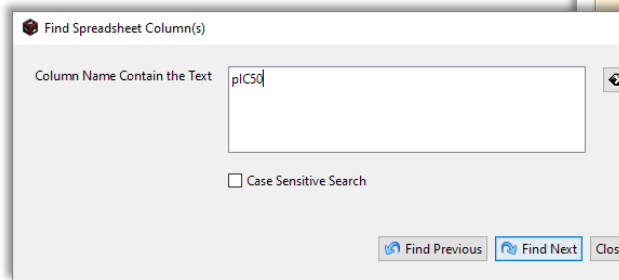 Find Spreadsheet Column(s)
Column Name Contain the Text
pIC50
Case Sensitive Search
Find Previous
Find Next
Clos